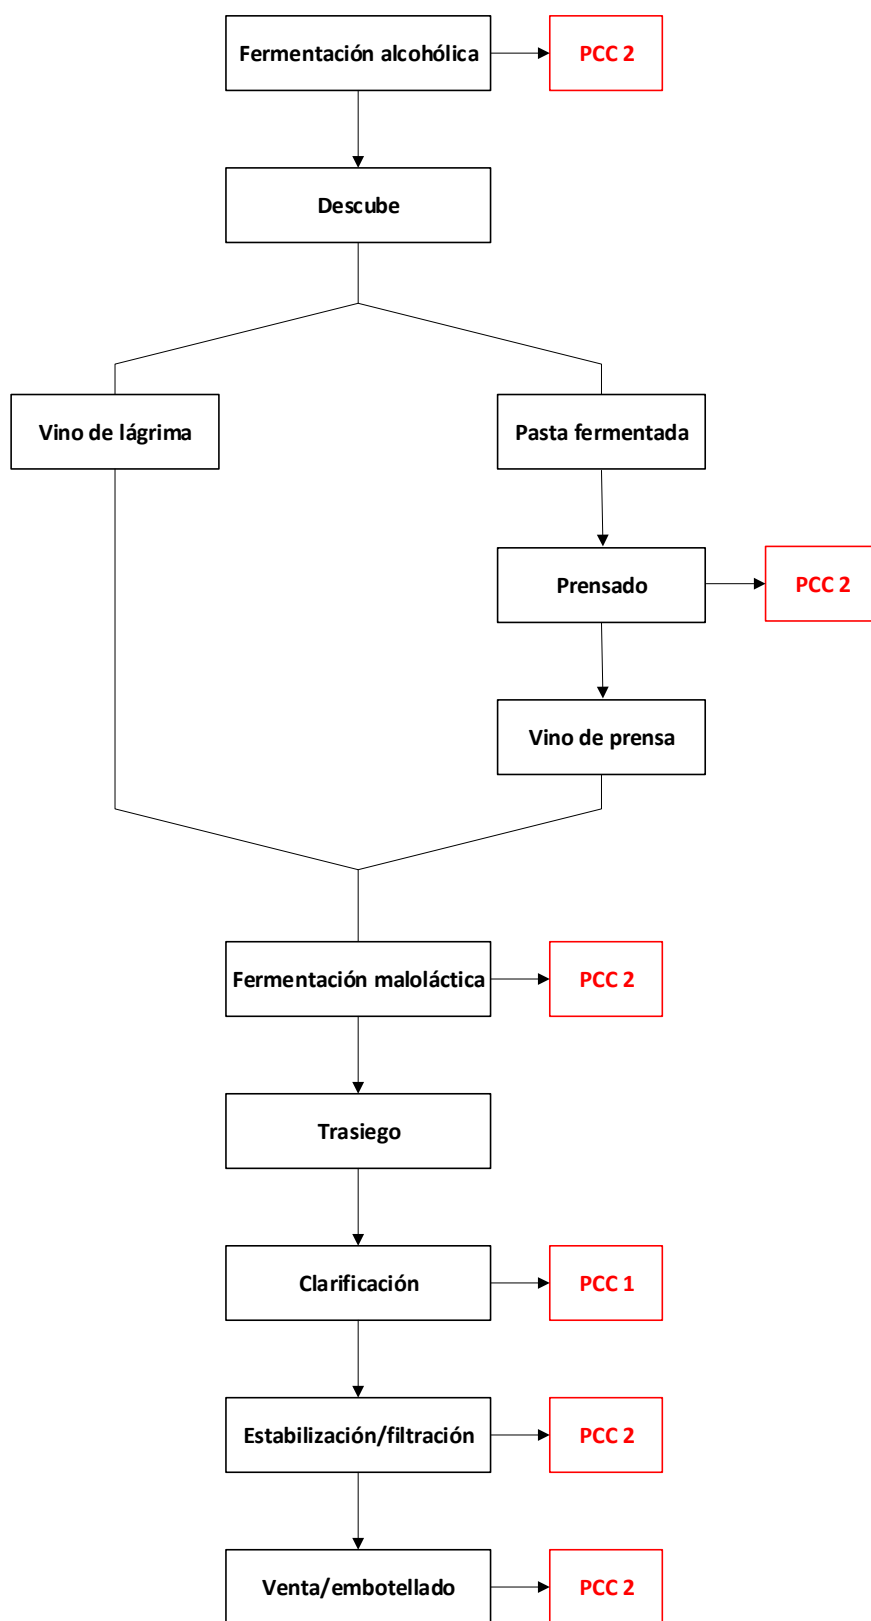 Fermentación alcohólica
PCC 2
Descube
Vino de lágrima
Pasta fermentada
Prensado
PCC 2
Vino de prensa
Fermentación maloláctica
PCC 2
Trasiego
Clarificación
PCC 1
Estabilización/filtración
PCC 2
Venta/embotellado
PCC 2